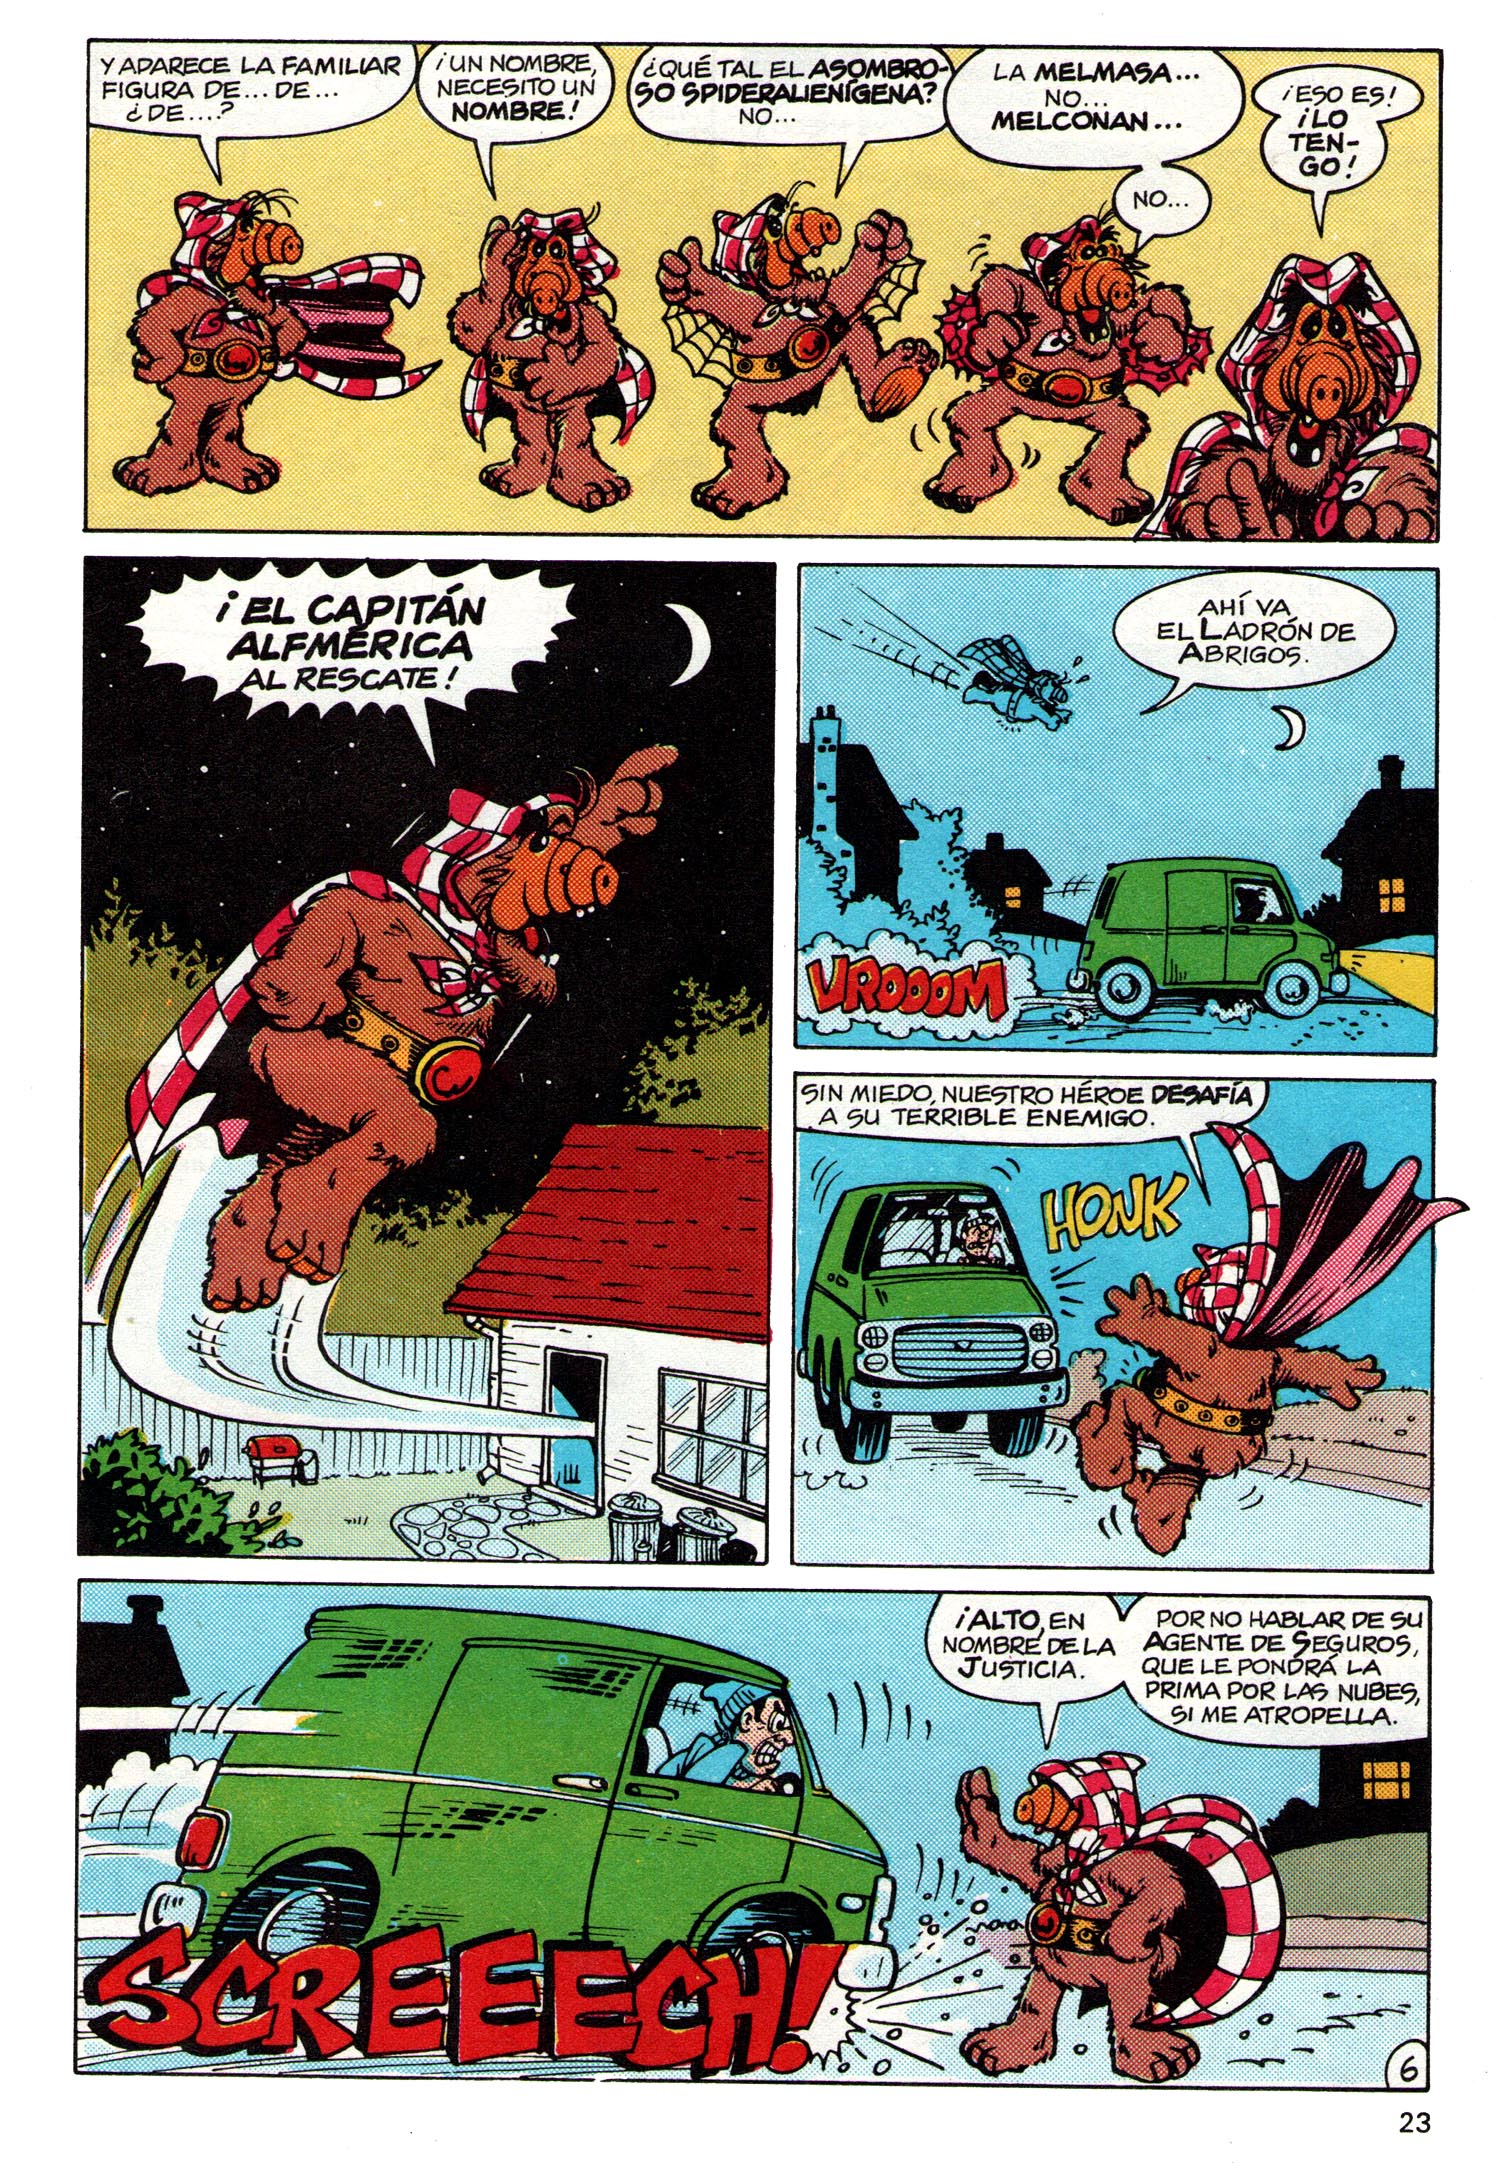 Y APARECE LA FAMILIAR
FIGURA DE... DE...
¿DE....?
¡UN NOMBRE,
NECESITO UN
NOMBRE!
¿QUÉ TAL EL ASOMBRO-
SO SPIDERALIENÍGENA?
NO...
LA MELMASA...
NO...
MELCONAN...
NO...
¡ESO ES!
¡LO
TEN-
GO!
¡EL CAPITÁN
ALFMÉRICA
AL RESCATE!
AHÍ VA
EL LADRÓN DE
ABRIGOS.
VROOOM
SIN MIEDO, NUESTRO HÉROE DESAFÍA
A SU TERRIBLE ENEMIGO.
HONK
¡ALTO, EN
NOMBRE DE LA
JUSTICIA.
POR NO HABLAR DE SU
AGENTE DE SEGUROS,
QUE LE PONDRÁ LA
PRIMA POR LAS NUBES,
SI ME ATROPELLA.
SCREEECH!
6
23